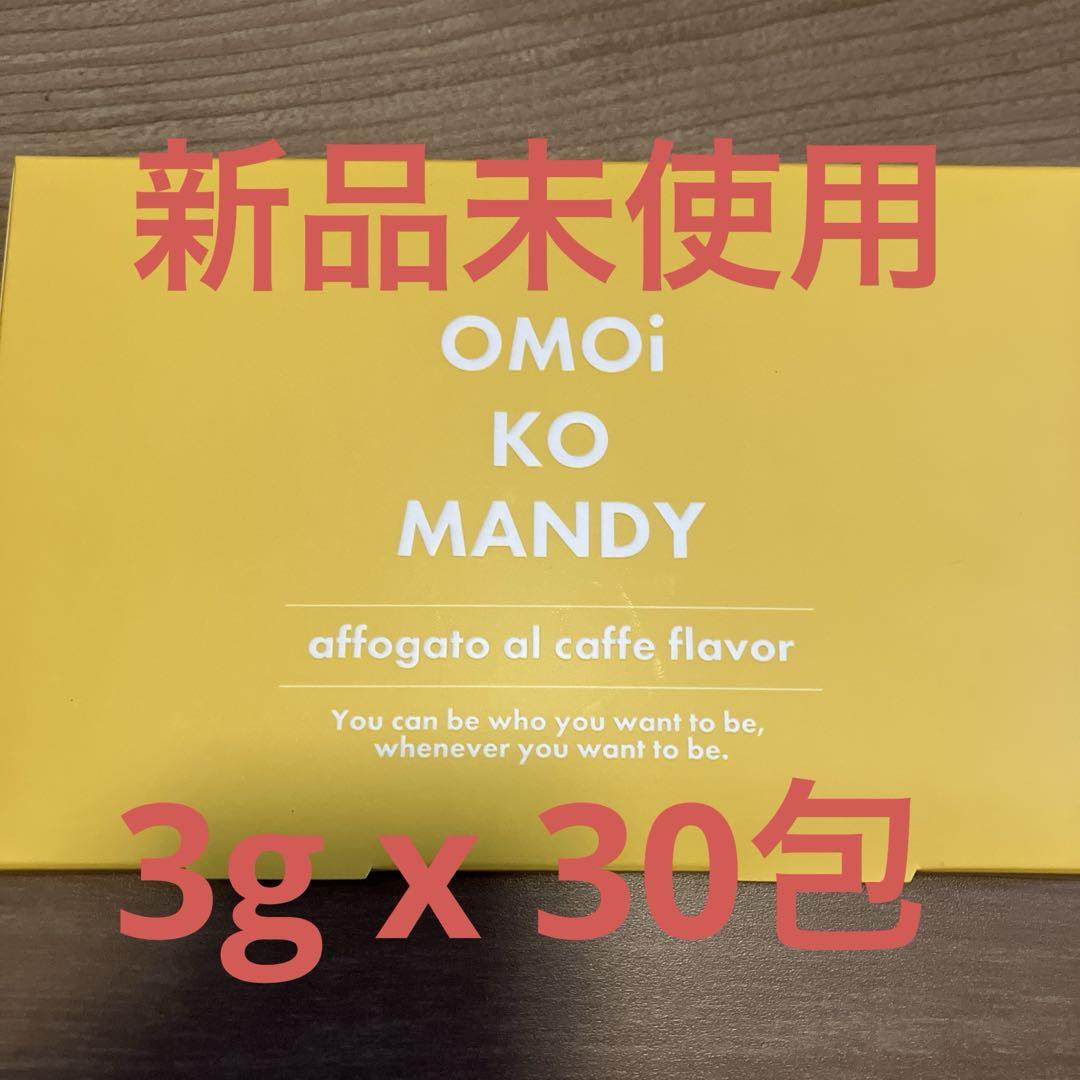 新品未使用
OMOi
KO
MANDY
affogato al caffe flavor
You can be who you want to be,
whenever you want to be.
3g x 30包